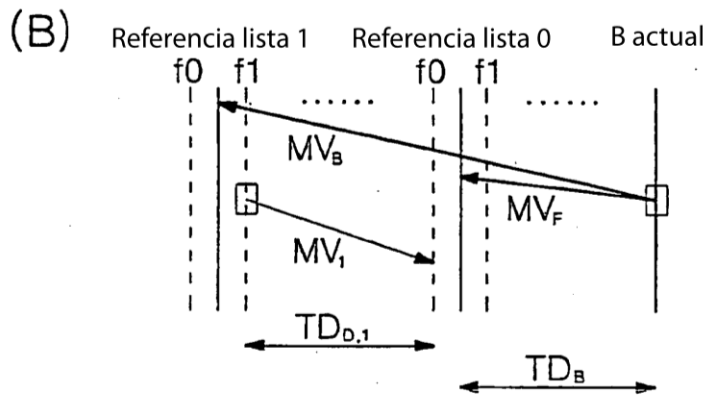 (B) Referencia lista 1 Referencia lista 0 B actual
f0 f1 f0 f1
...... ......
MV_B
MV_F
MV_1
TD_D,1
TD_B